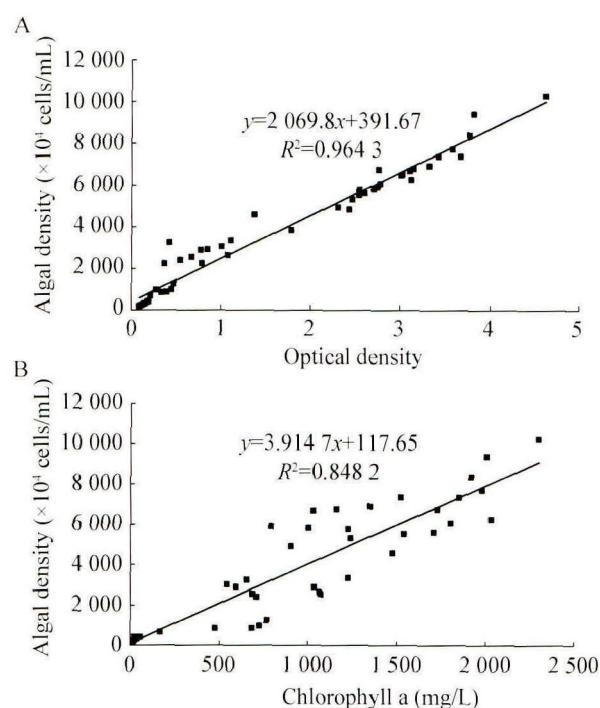 A
12 000
10 000
8 000
6 000
4 000
2 000
0
Algal density (×10⁴ cells/mL)
y=2 069.8x+391.67
R²=0.964 3
0 1 2 3 4 5
Optical density
B
12 000
10 000
8 000
6 000
4 000
2 000
0
Algal density (×10⁴ cells/mL)
y=3.914 7x+117.65
R²=0.848 2
0 500 1 000 1 500 2 000 2 500
Chlorophyll a (mg/L)